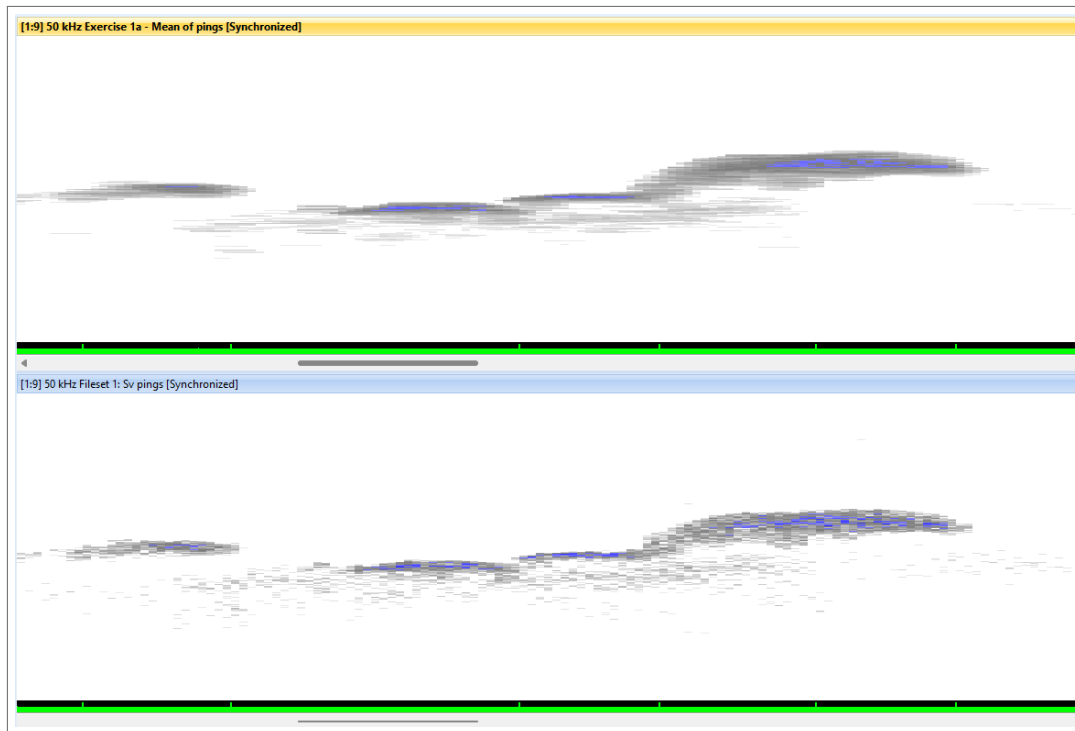 [1:9] 50 kHz Exercise 1a - Mean of pings [Synchronized]
[1:9] 50 kHz Fileset 1: Sv pings [Synchronized]